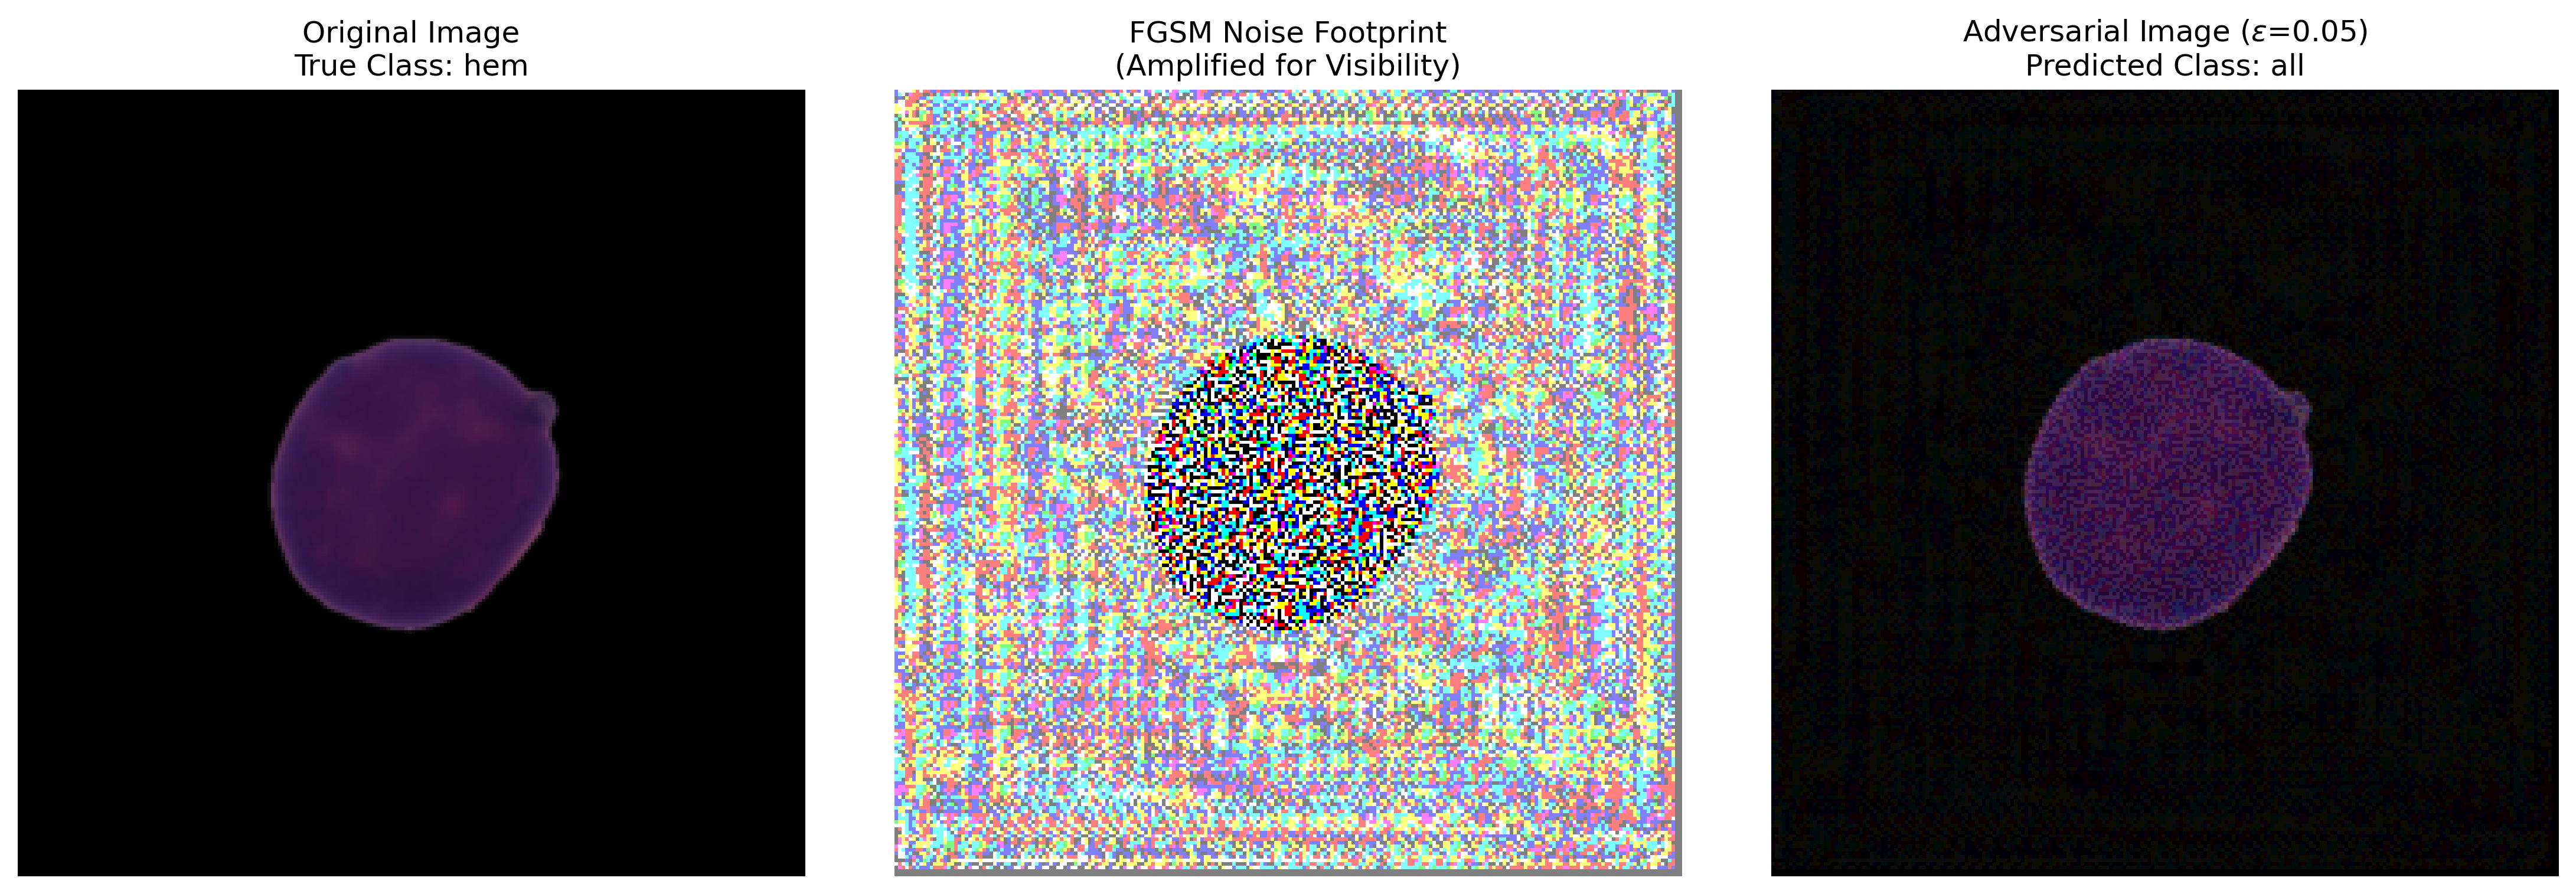 Original Image
True Class: hem
FGSM Noise Footprint
(Amplified for Visibility)
Adversarial Image (ε=0.05)
Predicted Class: all